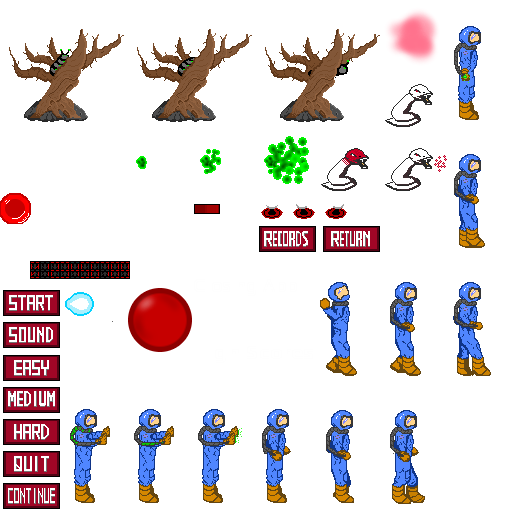 RECORDS RETURN
START
SOUND
EASY
MEDIUM
HARD
QUIT
CONTINUE